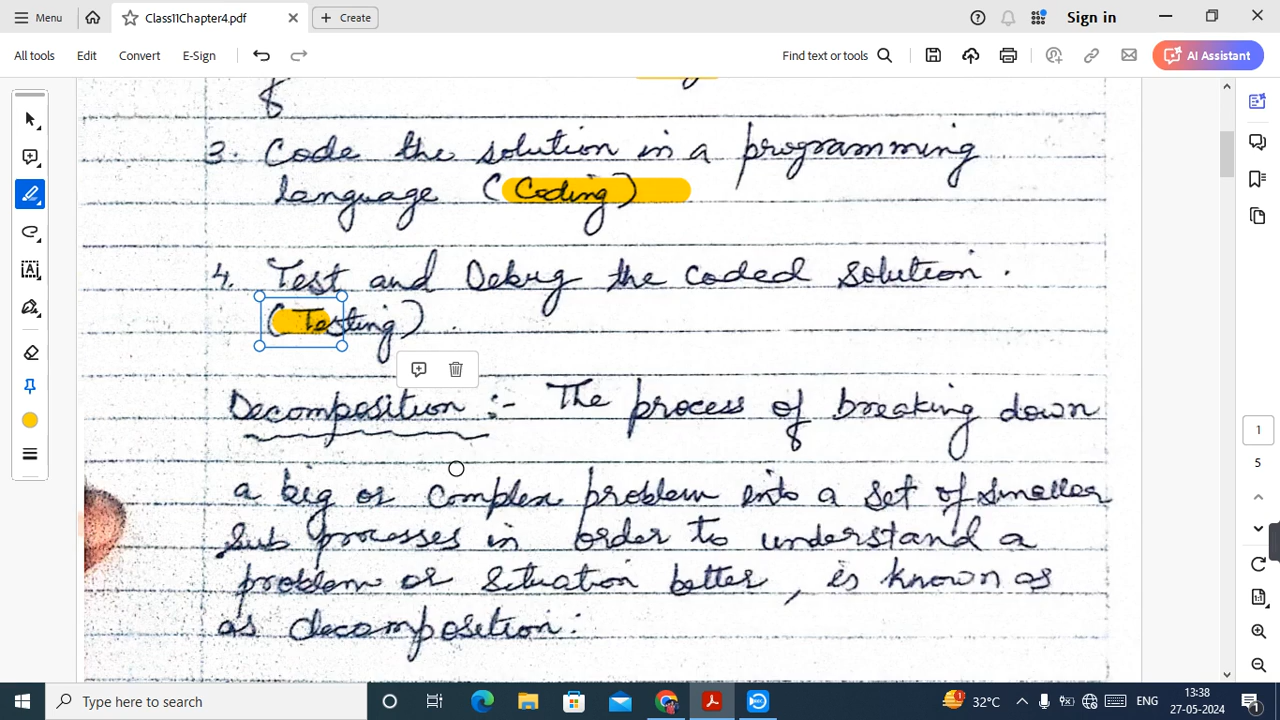 Menu
Class11Chapter4.pdf
Create
Sign in
All tools
Edit
Convert
E-Sign
Find text or tools
AI Assistant
3. Code the solution in a programming
language (Coding)
4. Test and Debug the coded solution.
(Testing).
Decomposition :- The process of breaking down
a big or complex problem into a set of smaller
sub processes in order to understand a
problem or situation better, is known as
as decomposition:
1
5
Type here to search
32°C
ENG
13:38
27-05-2024